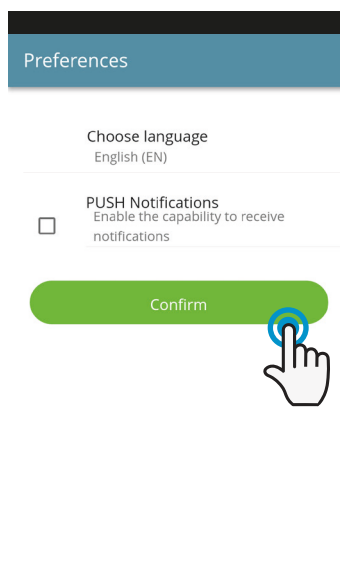 Preferences
Choose language
English (EN)
PUSH Notifications
Enable the capability to receive
notifications
Confirm